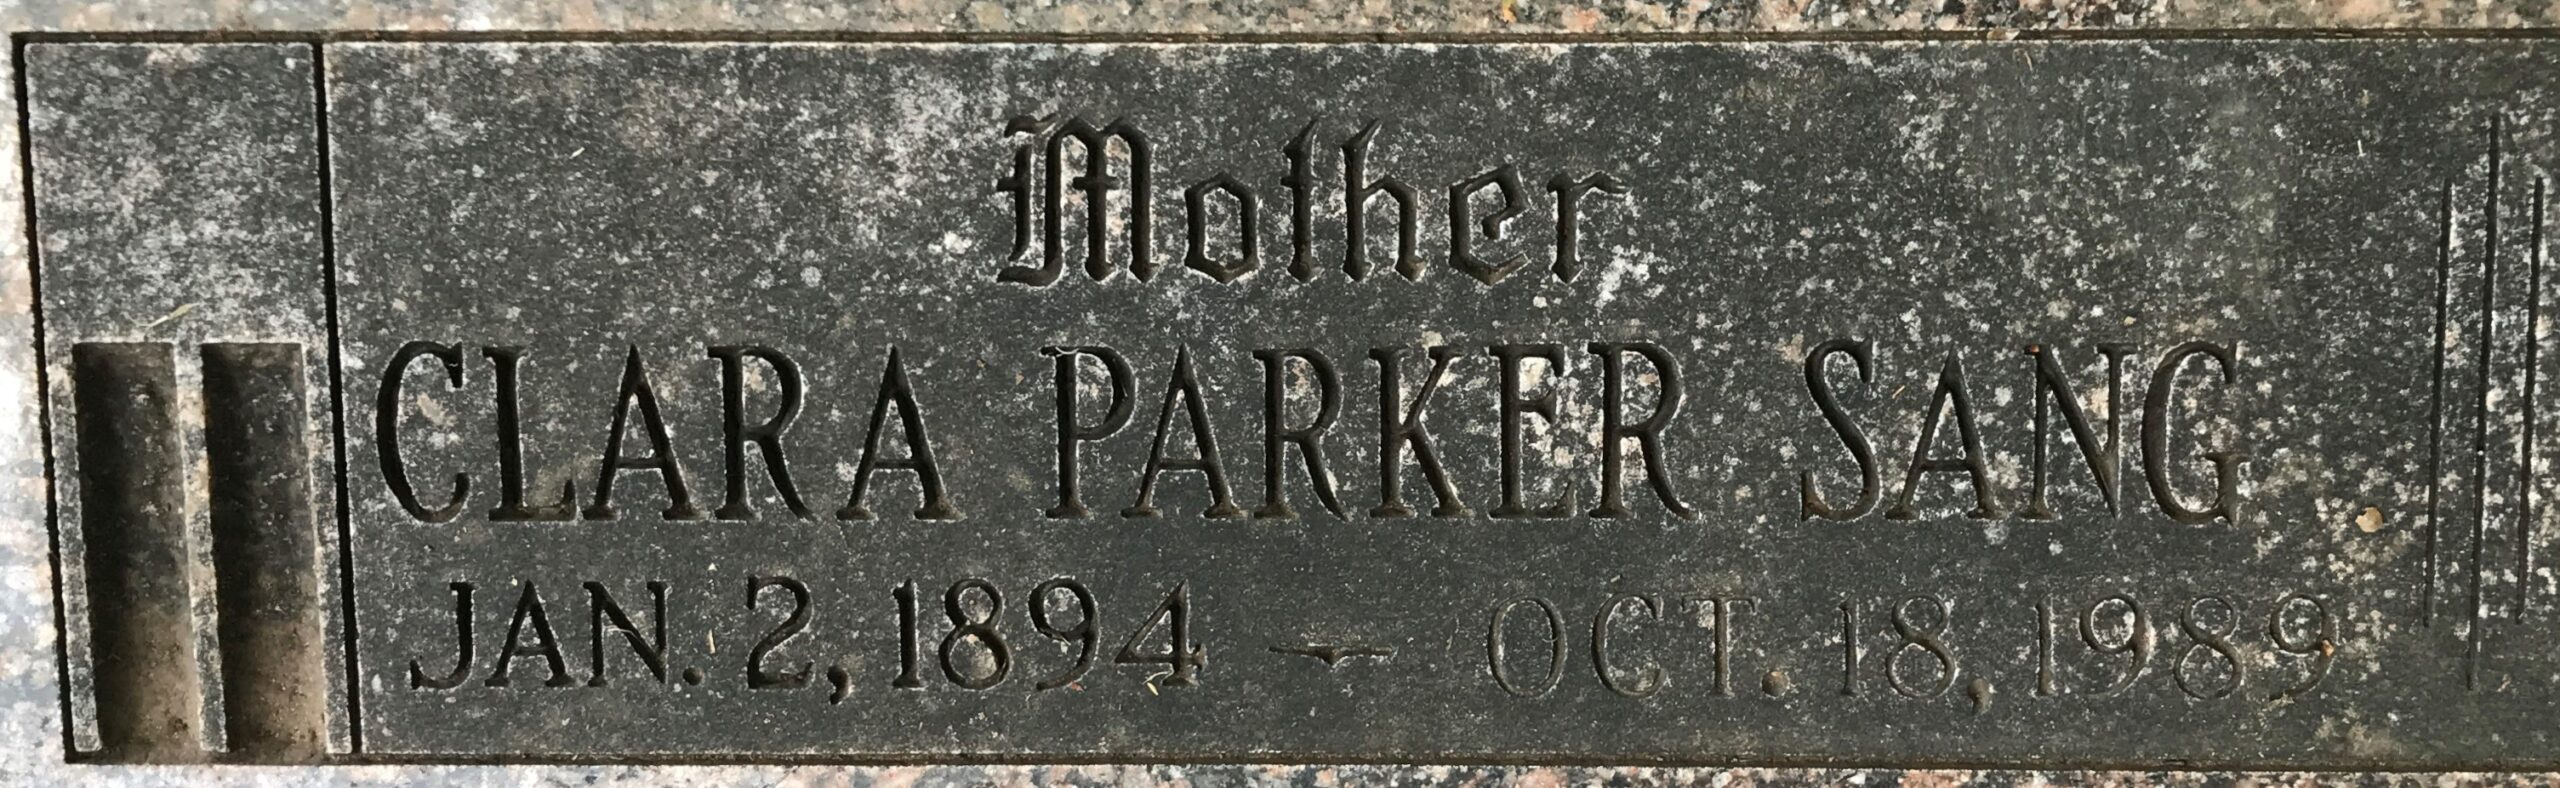 Mother
CLARA PARKER SANG
JAN. 2, 1894 – OCT. 18, 1989